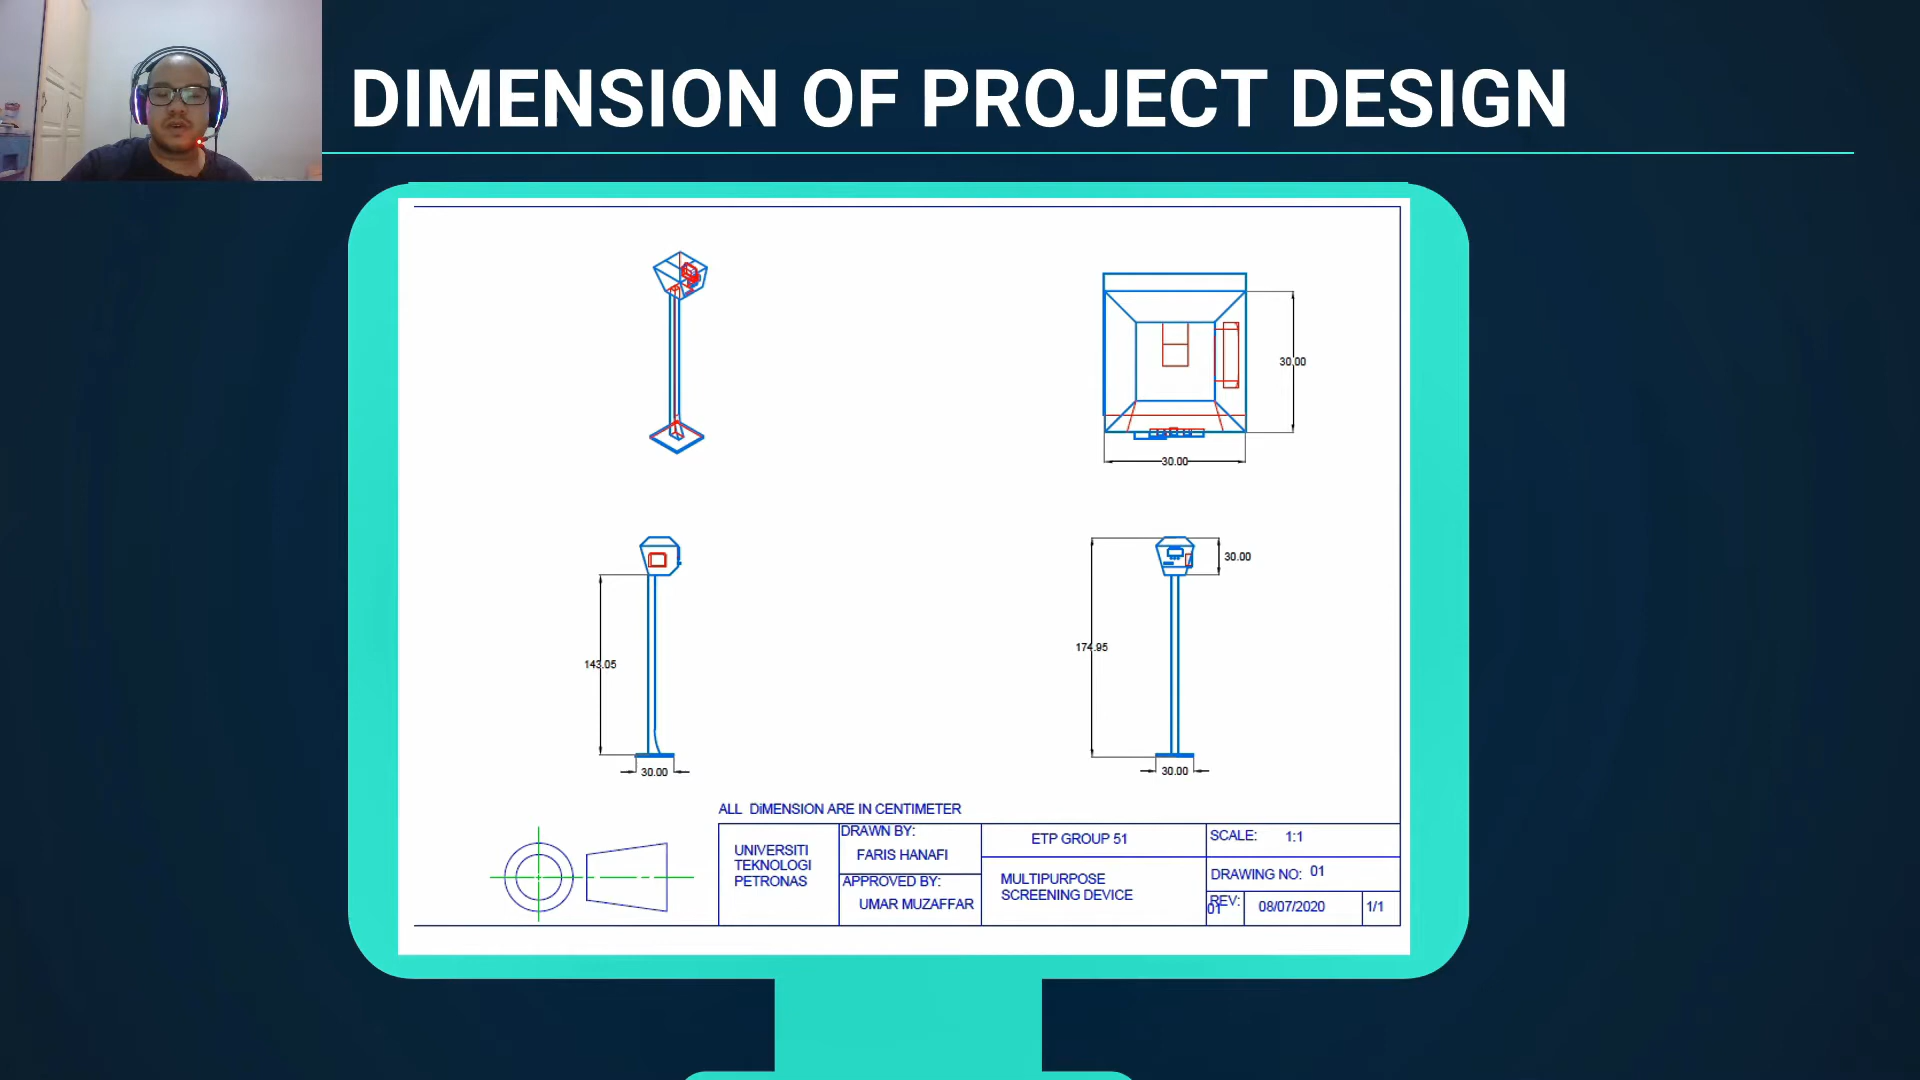 DIMENSION OF PROJECT DESIGN
30.00
30.00
30.00
143.05
174.95
30.00
30.00
ALL DiMENSION ARE IN CENTIMETER
UNIVERSITI
TEKNOLOGI
PETRONAS
DRAWN BY:
FARIS HANAFI
APPROVED BY:
UMAR MUZAFFAR
ETP GROUP 51
MULTIPURPOSE
SCREENING DEVICE
SCALE: 1:1
DRAWING NO: 01
REV:
01
08/07/2020
1/1